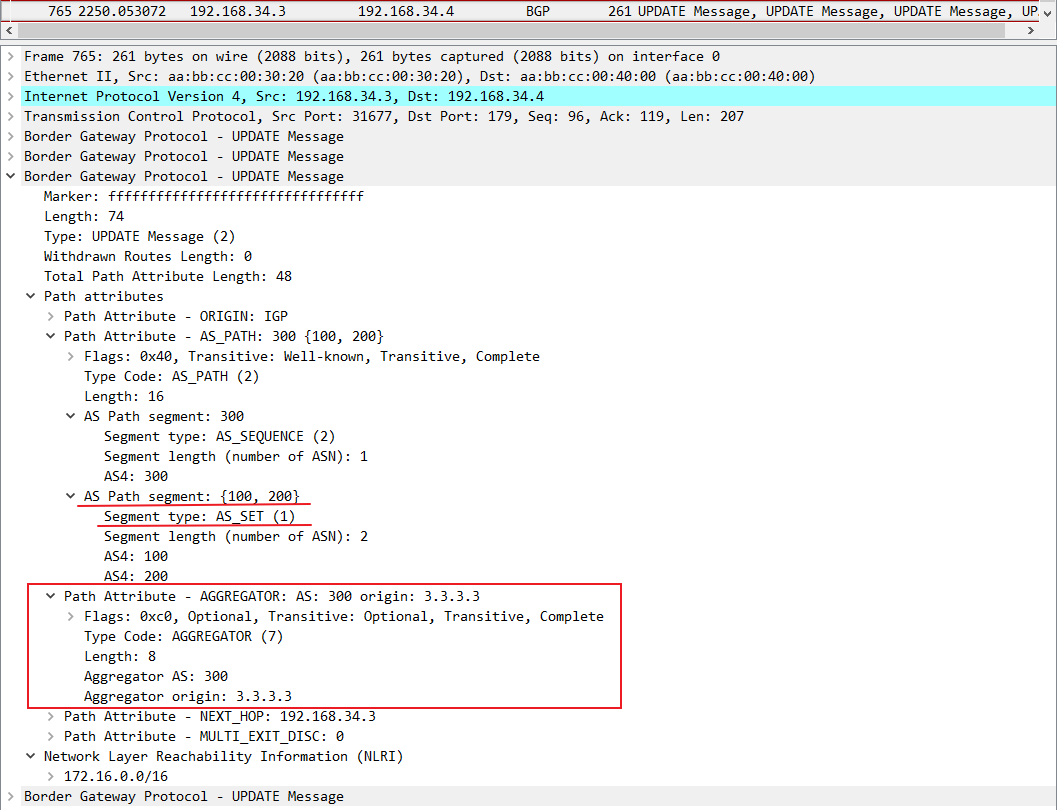 765 2250.053072 192.168.34.3 192.168.34.4 BGP 261 UPDATE Message, UPDATE Message, UPDATE Message, UP
Frame 765: 261 bytes on wire (2088 bits), 261 bytes captured (2088 bits) on interface 0
Ethernet II, Src: aa:bb:cc:00:30:20 (aa:bb:cc:00:30:20), Dst: aa:bb:cc:00:40:00 (aa:bb:cc:00:40:00)
Internet Protocol Version 4, Src: 192.168.34.3, Dst: 192.168.34.4
Transmission Control Protocol, Src Port: 31677, Dst Port: 179, Seq: 96, Ack: 119, Len: 207
Border Gateway Protocol - UPDATE Message
Border Gateway Protocol - UPDATE Message
Border Gateway Protocol - UPDATE Message
Marker: ffffffffffffffffffffffffffffffff
Length: 74
Type: UPDATE Message (2)
Withdrawn Routes Length: 0
Total Path Attribute Length: 48
Path attributes
Path Attribute - ORIGIN: IGP
Path Attribute - AS_PATH: 300 {100, 200}
Flags: 0x40, Transitive: Well-known, Transitive, Complete
Type Code: AS_PATH (2)
Length: 16
AS Path segment: 300
Segment type: AS_SEQUENCE (2)
Segment length (number of ASN): 1
AS4: 300
AS Path segment: {100, 200}
Segment type: AS_SET (1)
Segment length (number of ASN): 2
AS4: 100
AS4: 200
Path Attribute - AGGREGATOR: AS: 300 origin: 3.3.3.3
Flags: 0xc0, Optional, Transitive: Optional, Transitive, Complete
Type Code: AGGREGATOR (7)
Length: 8
Aggregator AS: 300
Aggregator origin: 3.3.3.3
Path Attribute - NEXT_HOP: 192.168.34.3
Path Attribute - MULTI_EXIT_DISC: 0
Network Layer Reachability Information (NLRI)
172.16.0.0/16
Border Gateway Protocol - UPDATE Message